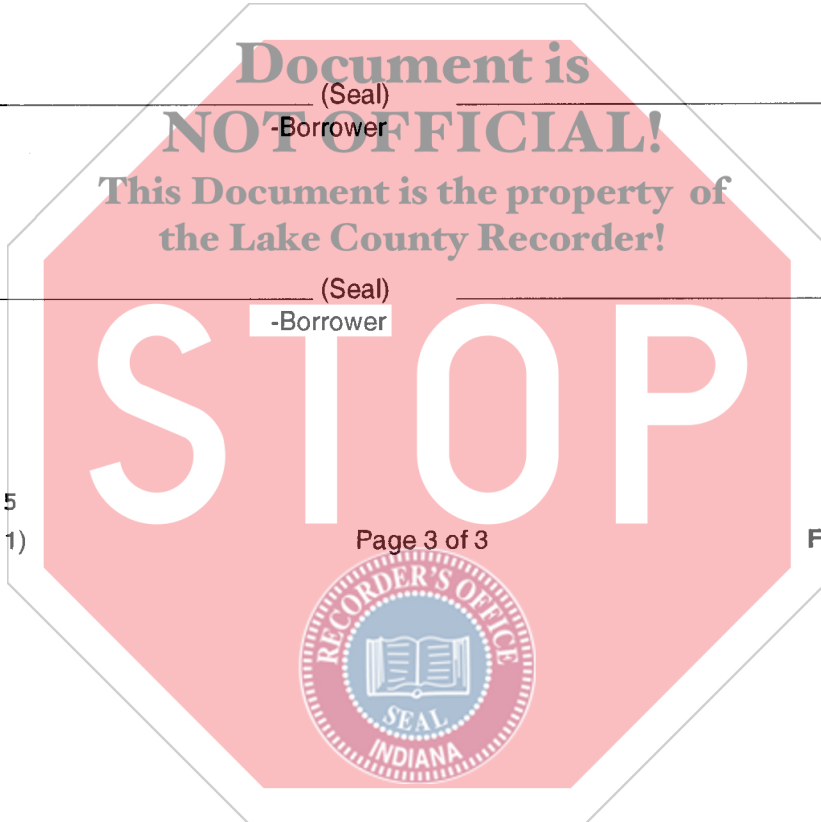 Document is
(Seal)
-Borrower
NOT OFFICIAL!
This Document is the property of
the Lake County Recorder!
(Seal)
-Borrower
STOP
5
1)
Page 3 of 3
F
RECORDER'S OFFICE
SEAL
INDIANA